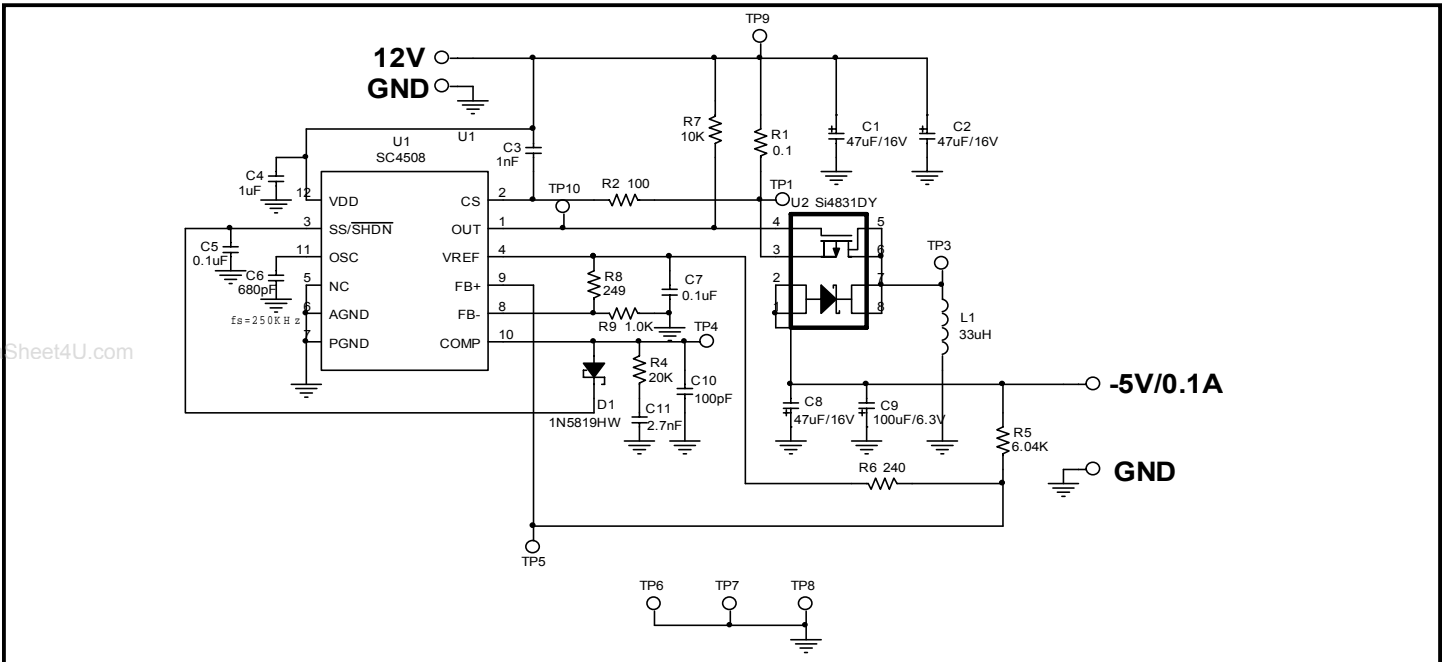 TP9
12V
GND
R7
10K
R1
0.1
C1
47uF/16V
C2
47uF/16V
U1
U1
SC4508
C3
1nF
C4
1uF
R2 100
TP10
TP1
U2 Si4831DY
12 VDD
CS 2
3 SS/SHDN
OUT 1
11 OSC
VREF 4
5 NC
FB+ 9
6 AGND
FB- 8
7 PGND
COMP 10
4
5
3
6
2
7
1
8
TP3
C5
0.1uF
C6
680pF
fs=250KHz
R8
249
C7
0.1uF
R9 1.0K
TP4
L1
33uH
Sheet4U.com
R4
20K
C10
100pF
D1
1N5819HW
C11
2.7nF
-5V/0.1A
C8
47uF/16V
C9
100uF/6.3V
R5
6.04K
R6 240
GND
TP5
TP6
TP7
TP8